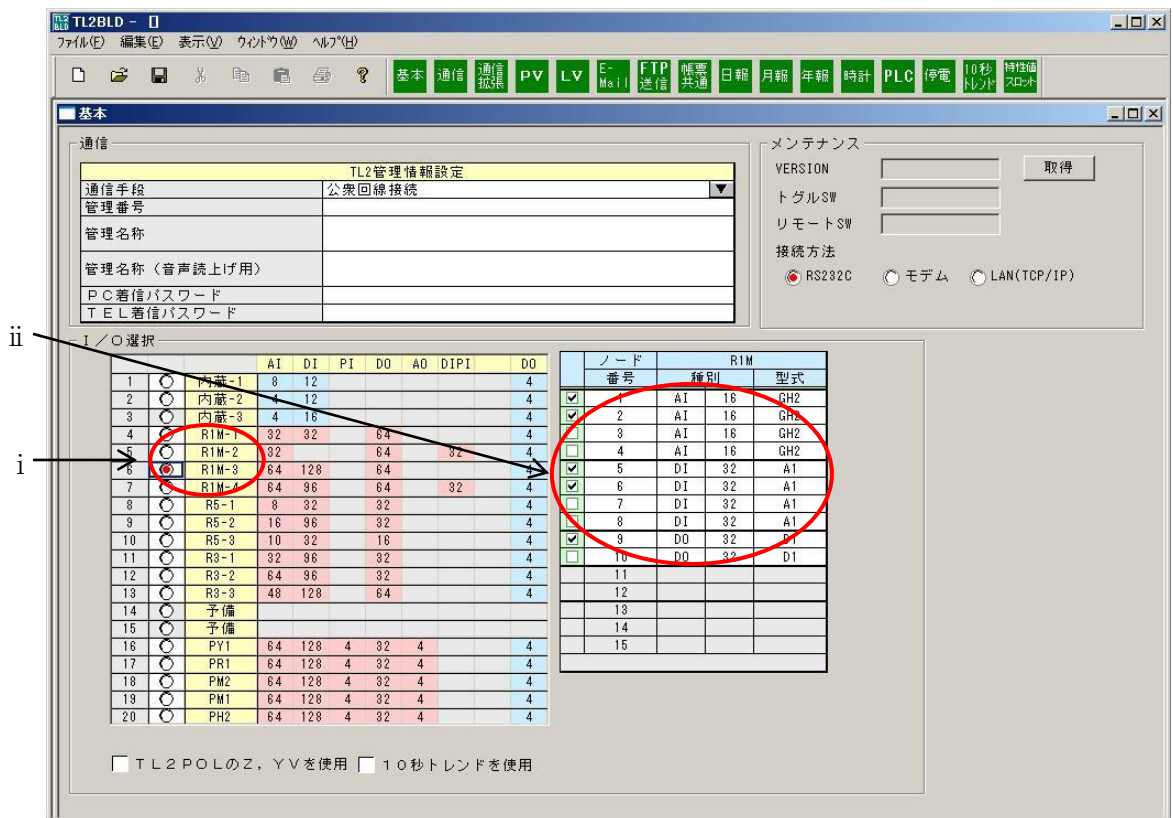 TL2BLD - []
ファイル(F) 編集(E) 表示(V) ウィンドウ(W) ヘルプ(H)
基本 通信 通信拡張 PV LV E-Mail FTP送信 帳票共通 日報 月報 年報 時計 PLC 停電 10秒トレンド 特性値スロット
基本
通信
TL2管理情報設定
通信手段 公衆回線接続
管理番号
管理名称
管理名称（音声読上げ用）
ＰＣ着信パスワード
ＴＥＬ着信パスワード
メンテナンス
VERSION 取得
トグルSW
リモートSW
接続方法
RS232C モデム LAN(TCP/IP)
ii
i
Ｉ／Ｏ選択
AI DI PI DO AO DIPI DO
1 内蔵-1 8 12 4
2 内蔵-2 4 12 4
3 内蔵-3 4 16 4
4 R1M-1 32 32 64 4
5 R1M-2 32 64 32 4
6 R1M-3 64 128 64 4
7 R1M-4 64 96 64 32 4
8 R5-1 8 32 32 4
9 R5-2 16 96 32 4
10 R5-3 10 32 16 4
11 R3-1 32 96 32 4
12 R3-2 64 96 32 4
13 R3-3 48 128 64 4
14 予備
15 予備
16 PY1 64 128 4 32 4 4
17 PR1 64 128 4 32 4 4
18 PM2 64 128 4 32 4 4
19 PM1 64 128 4 32 4 4
20 PH2 64 128 4 32 4 4
ノード R1M
番号 種別 型式
1 AI 16 GH2
2 AI 16 GH2
3 AI 16 GH2
4 AI 16 GH2
5 DI 32 A1
6 DI 32 A1
7 DI 32 A1
8 DI 32 A1
9 DO 32 D1
10 DO 32 D1
11
12
13
14
15
ＴＬ２ＰＯＬのＺ，ＹＶを使用 １０秒トレンドを使用